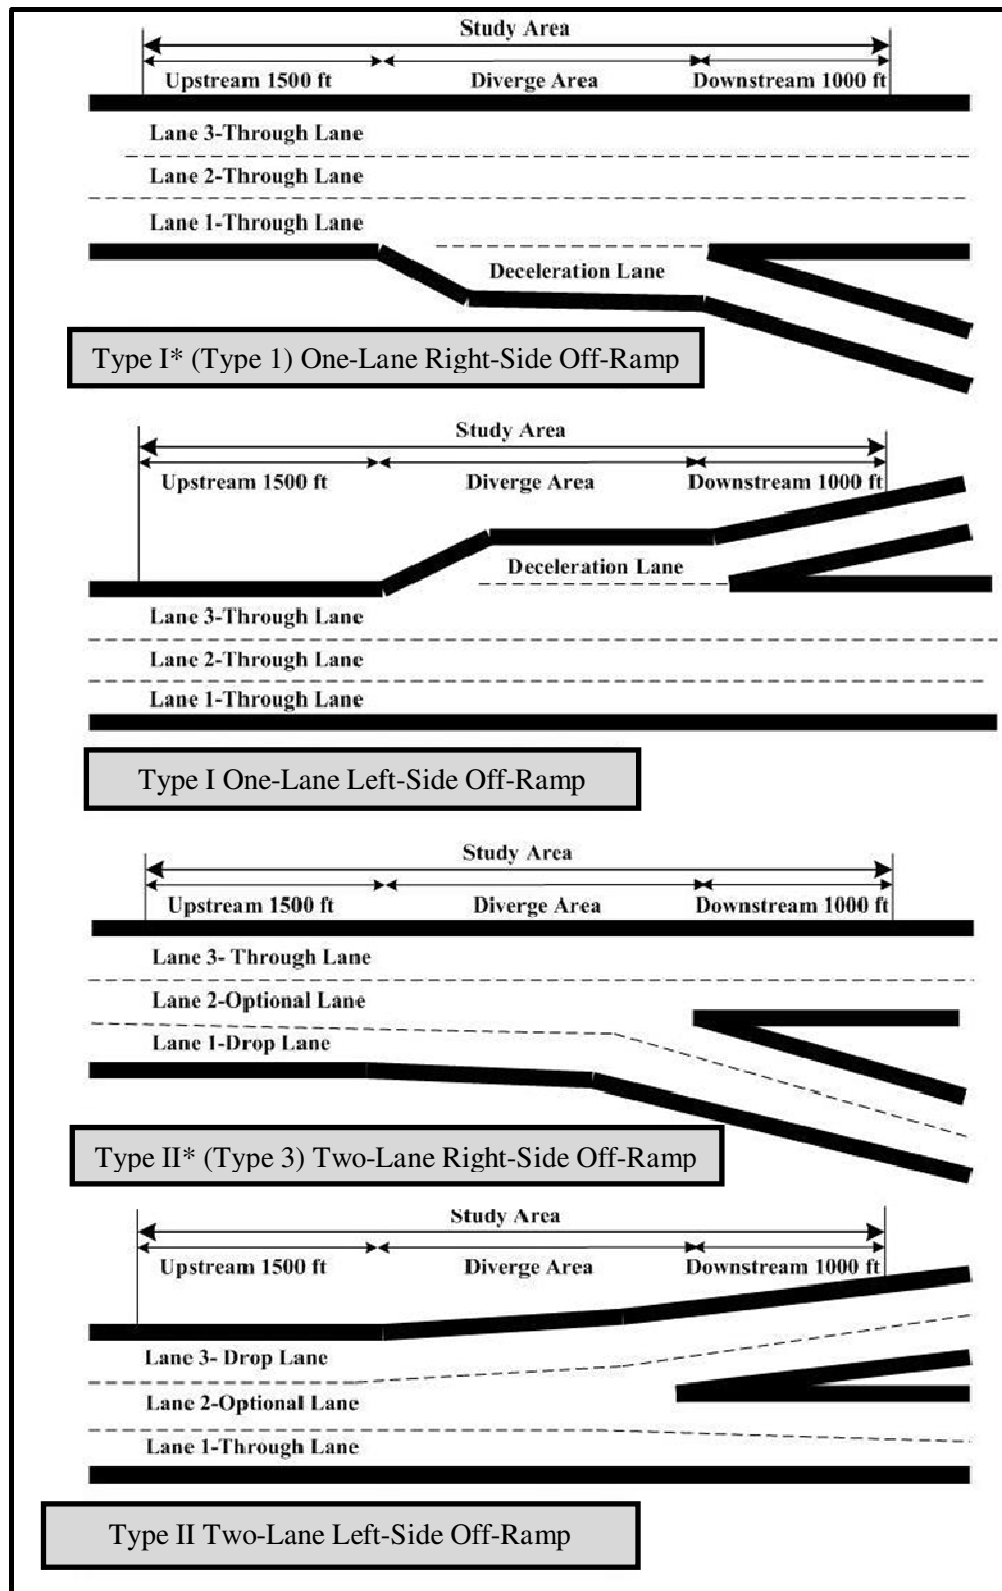 Study Area
Upstream 1500 ft Diverge Area Downstream 1000 ft
Lane 3-Through Lane
Lane 2-Through Lane
Lane 1-Through Lane
Deceleration Lane
Type I* (Type 1) One-Lane Right-Side Off-Ramp
Study Area
Upstream 1500 ft Diverge Area Downstream 1000 ft
Deceleration Lane
Lane 3-Through Lane
Lane 2-Through Lane
Lane 1-Through Lane
Type I One-Lane Left-Side Off-Ramp
Study Area
Upstream 1500 ft Diverge Area Downstream 1000 ft
Lane 3- Through Lane
Lane 2-Optional Lane
Lane 1-Drop Lane
Type II* (Type 3) Two-Lane Right-Side Off-Ramp
Study Area
Upstream 1500 ft Diverge Area Downstream 1000 ft
Lane 3- Drop Lane
Lane 2-Optional Lane
Lane 1-Through Lane
Type II Two-Lane Left-Side Off-Ramp